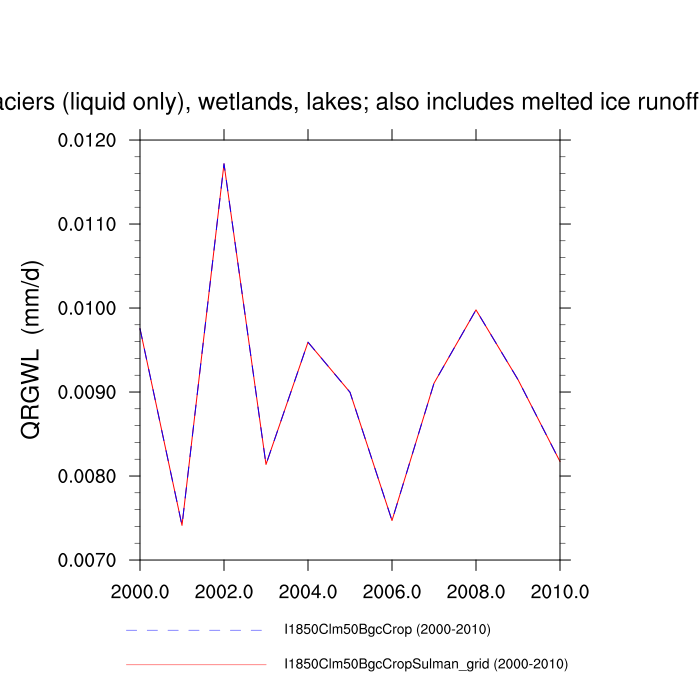 aciers (liquid only), wetlands, lakes; also includes melted ice runoff
0.0120
0.0110
0.0100
0.0090
0.0080
0.0070
QRGWL (mm/d)
2000.0 2002.0 2004.0 2006.0 2008.0 2010.0
I1850Clm50BgcCrop (2000-2010)
I1850Clm50BgcCropSulman_grid (2000-2010)